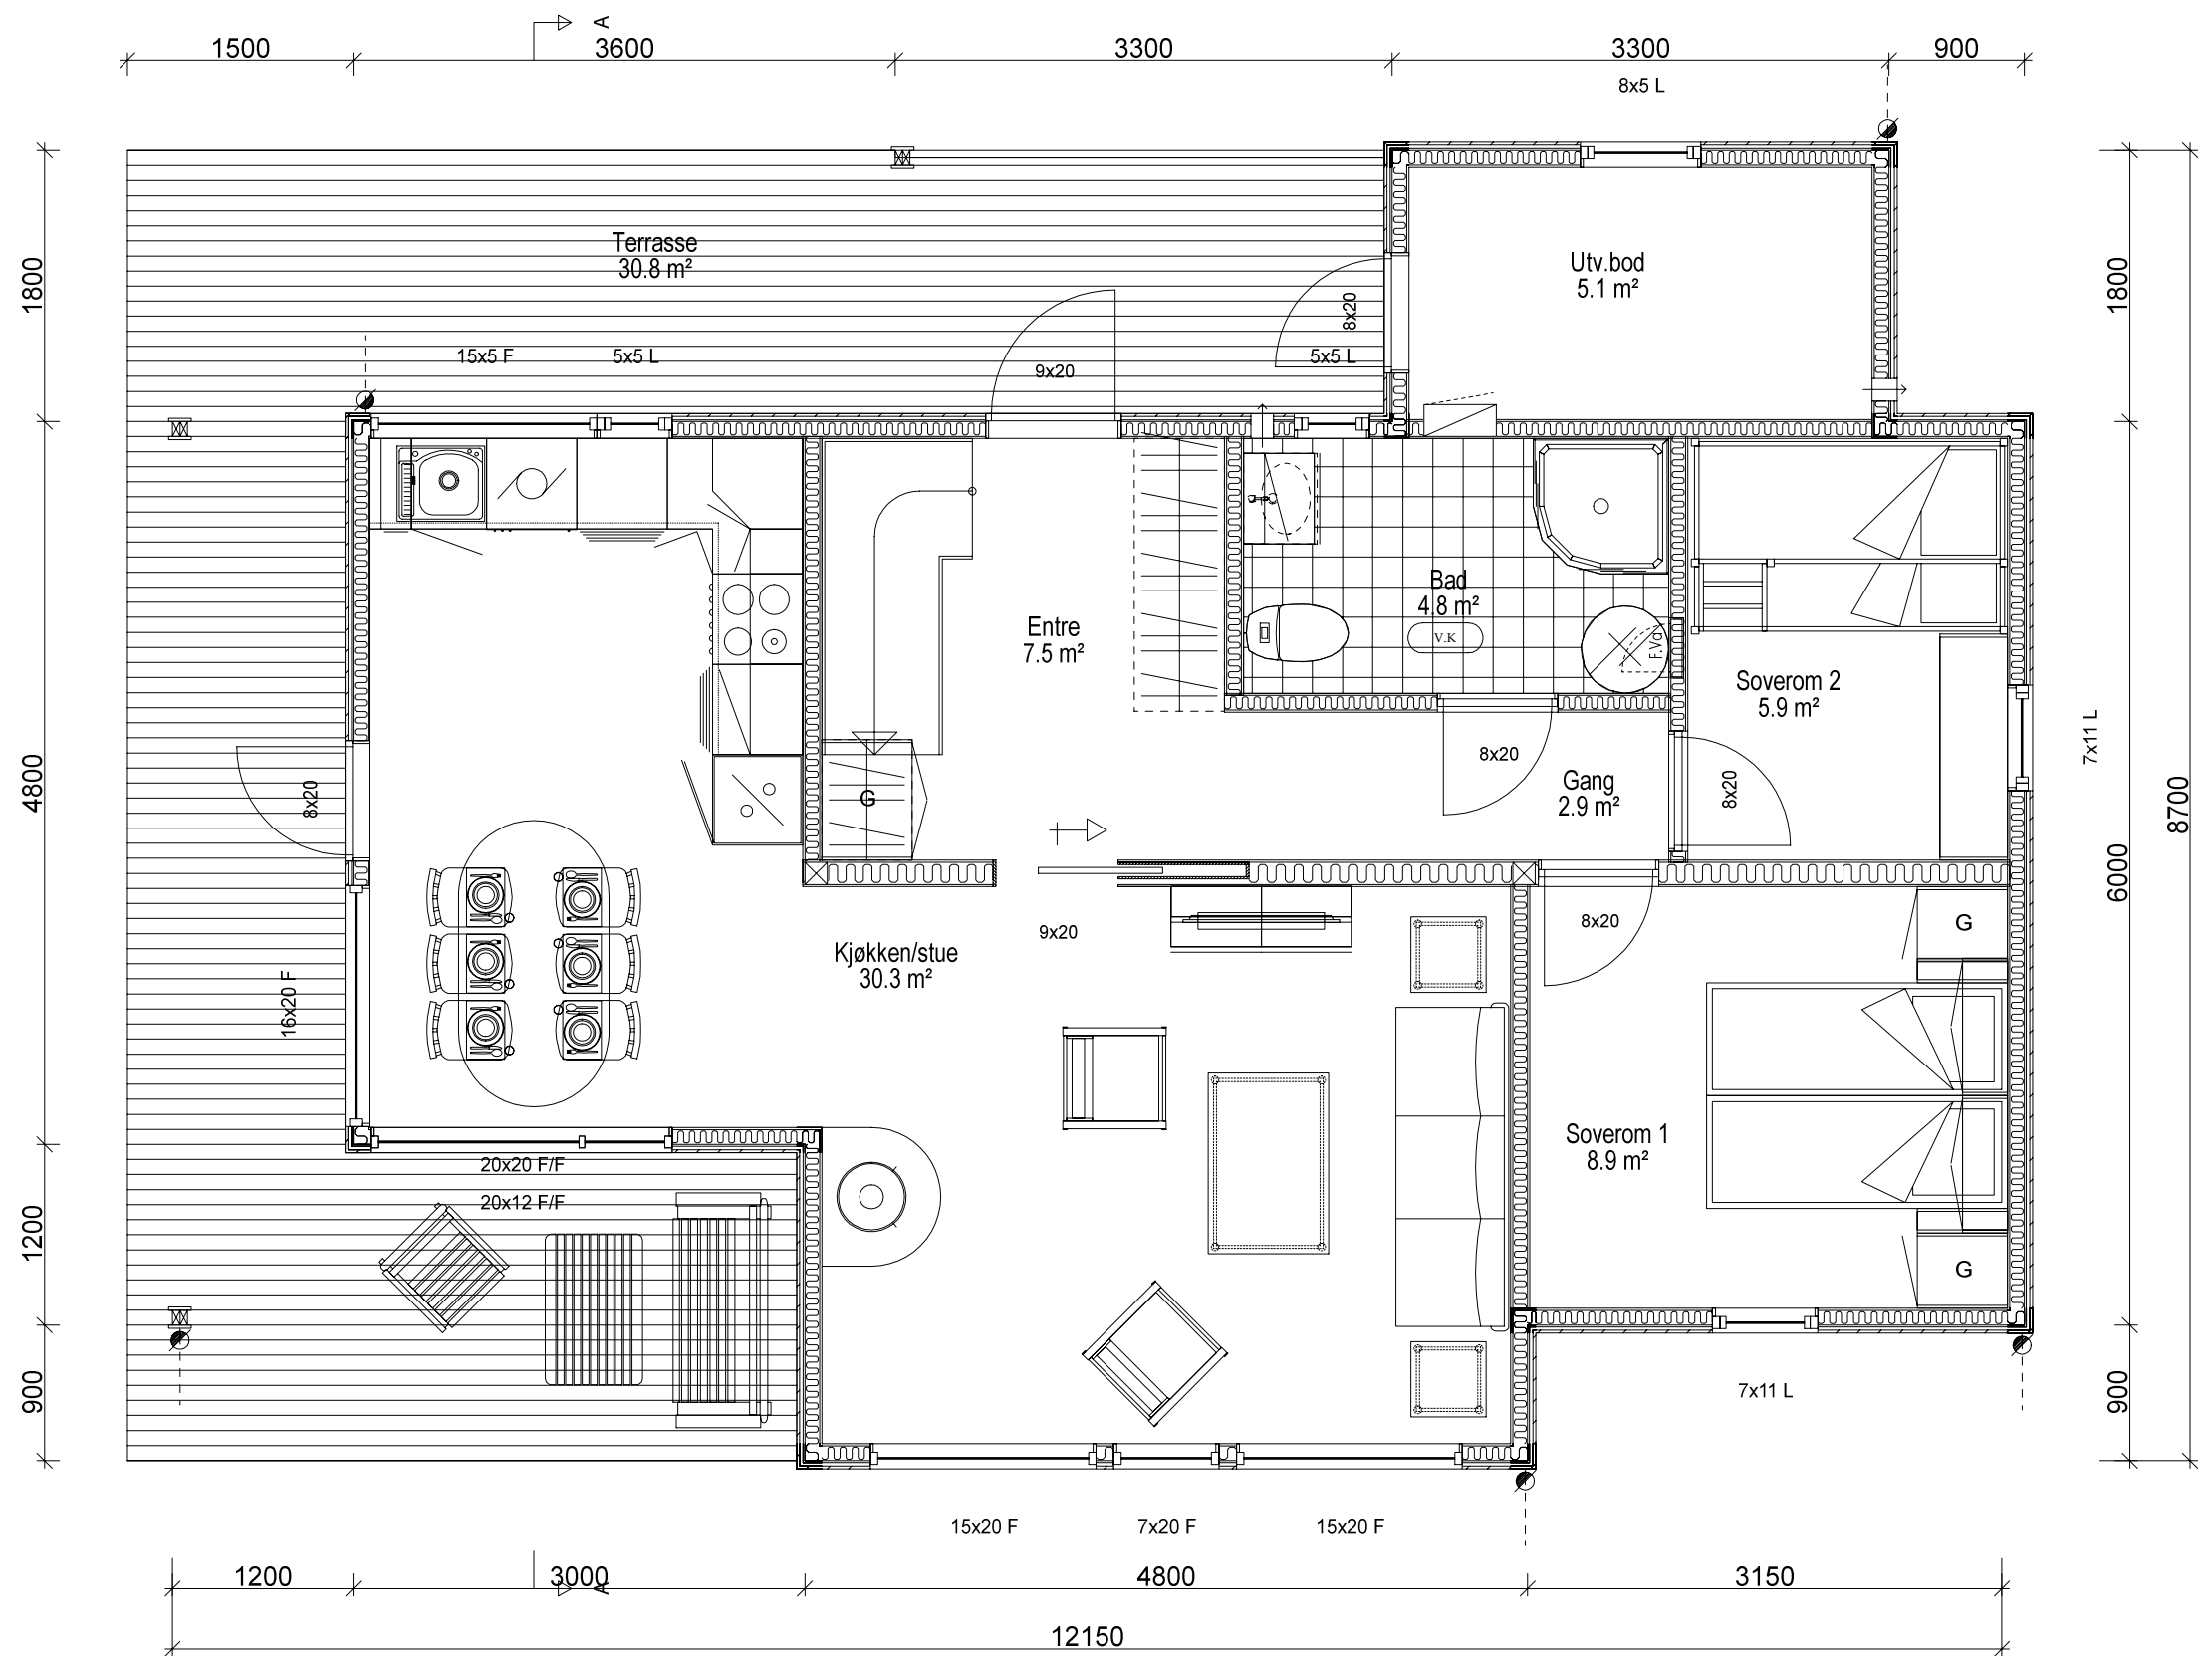 A
1500 3600 3300 3300 900
8x5 L
Terrasse
30.8 m²
Utv.bod
5.1 m²
1800
8x20
1800
15x5 F 5x5 L 9x20 5x5 L
Bad
4.8 m²
V.K
F.Va
Entre
7.5 m²
Soverom 2
5.9 m²
7x11 L
8x20
Gang
2.9 m²
8x20
4800
8x20
G
8700
6000
9x20
8x20
G
Kjøkken/stue
30.3 m²
16x20 F
Soverom 1
8.9 m²
20x20 F/F
20x12 F/F
1200
G
900
7x11 L
900
15x20 F 7x20 F 15x20 F
1200 3000 4800 3150
A
12150